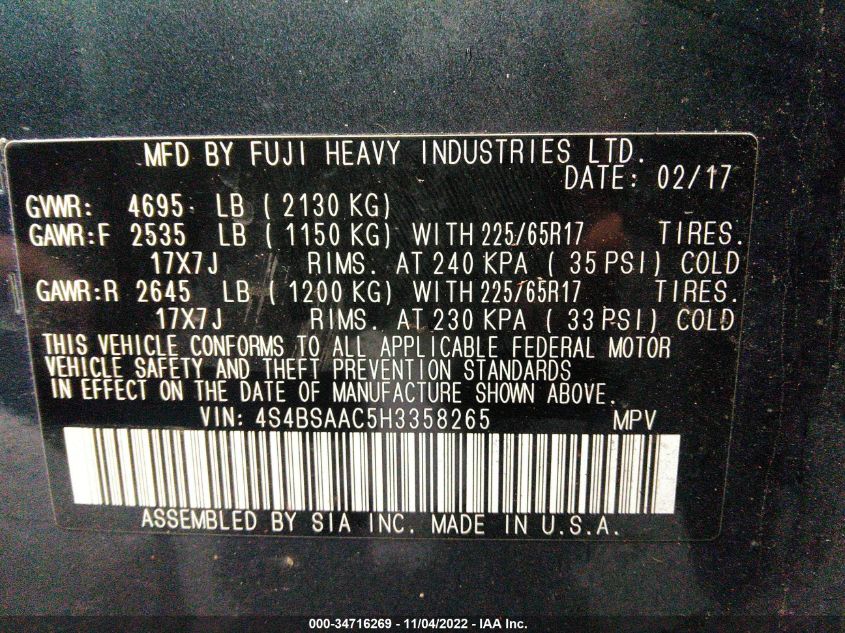 MFD BY FUJI HEAVY INDUSTRIES LTD.
DATE: 02/17
GVWR: 4695 LB ( 2130 KG)
GAWR:F 2535 LB ( 1150 KG) WITH 225/65R17 TIRES.
17X7J RIMS. AT 240 KPA ( 35 PSI) COLD
GAWR:R 2645 LB ( 1200 KG) WITH 225/65R17 TIRES.
17X7J RIMS. AT 230 KPA ( 33 PSI) COLD
THIS VEHICLE CONFORMS TO ALL APPLICABLE FEDERAL MOTOR
VEHICLE SAFETY AND THEFT PREVENTION STANDARDS
IN EFFECT ON THE DATE OF MANUFACTURE SHOWN ABOVE.
VIN: 4S4BSAAC5H3358265 MPV
ASSEMBLED BY SIA INC. MADE IN U.S.A.
000-34716269 - 11/04/2022 - IAA Inc.